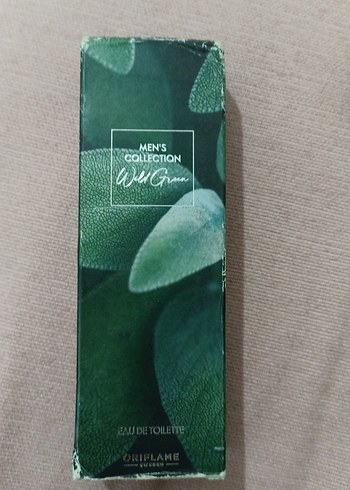 MEN'S
COLLECTION
Wild Green
EAU DE TOILETTE
ORIFLAME
SWEDEN